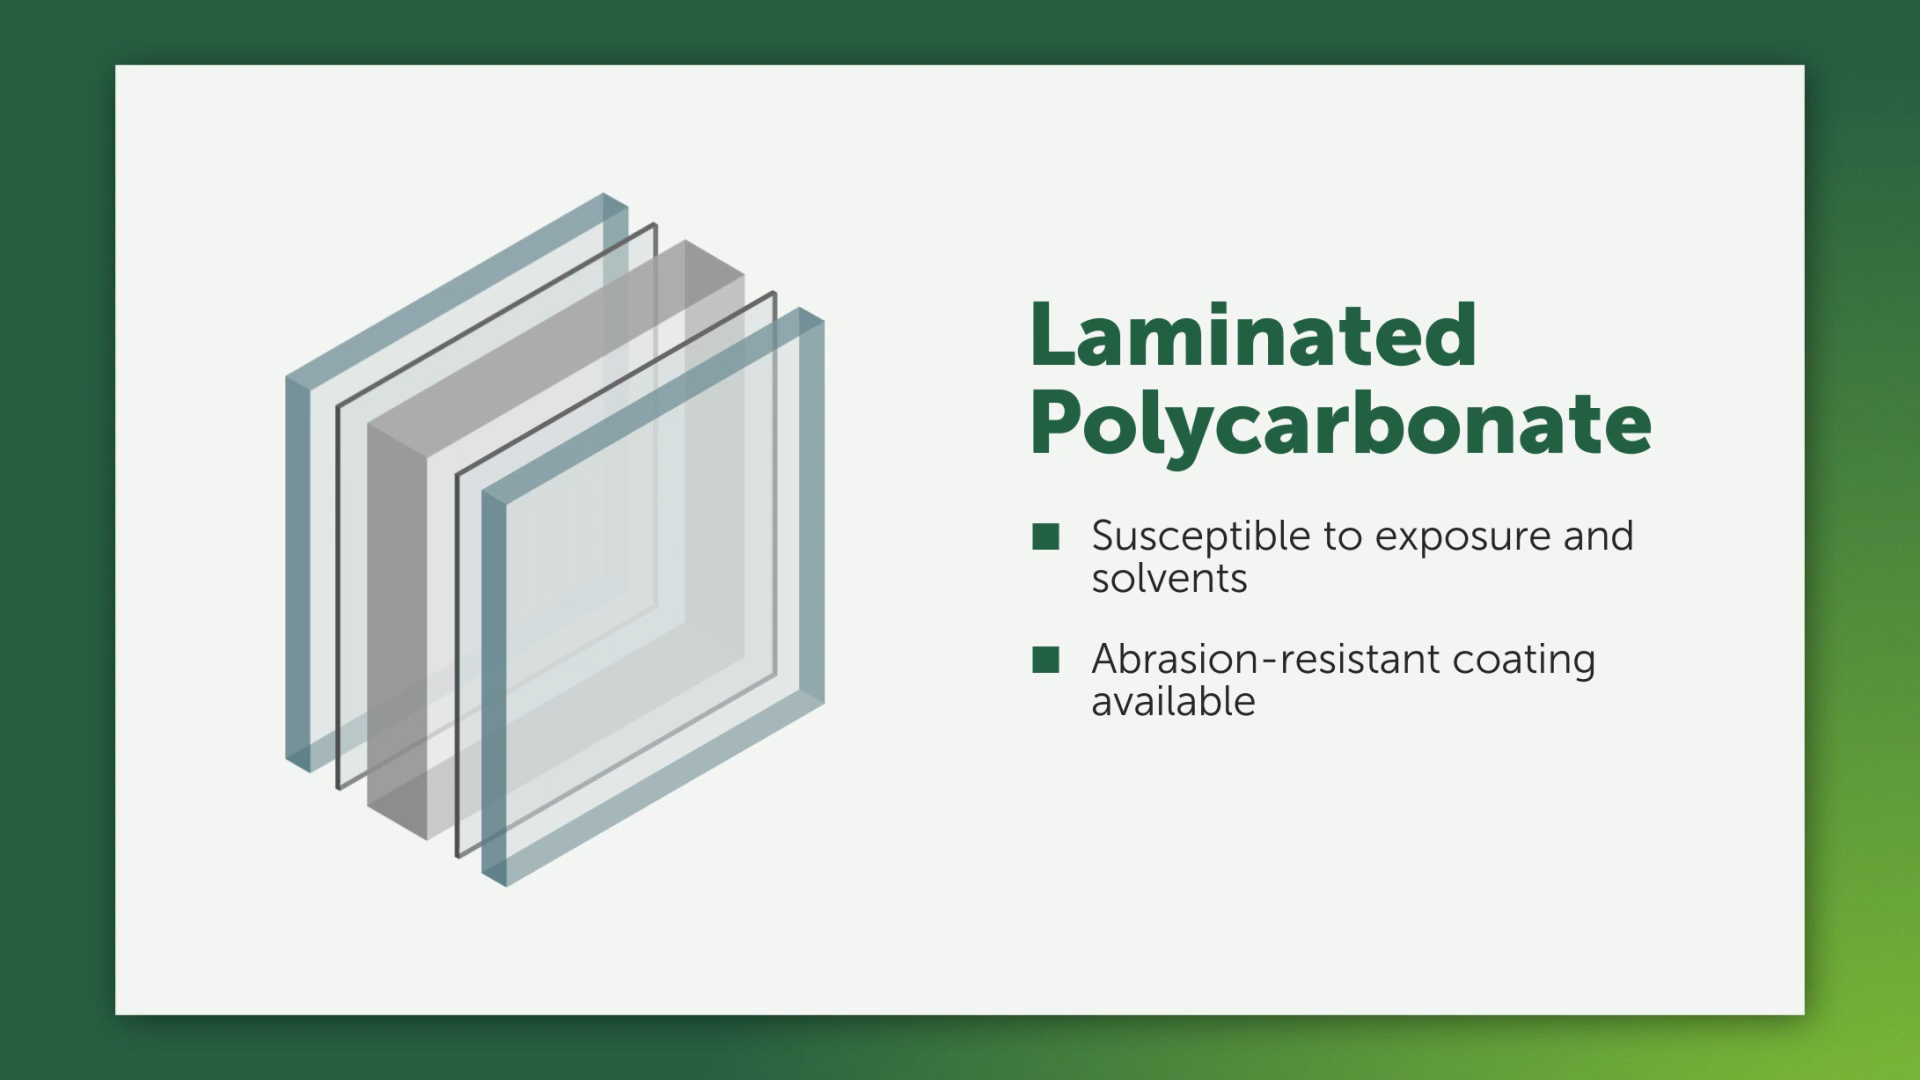 Laminated
Polycarbonate
Susceptible to exposure and
solvents
Abrasion-resistant coating
available